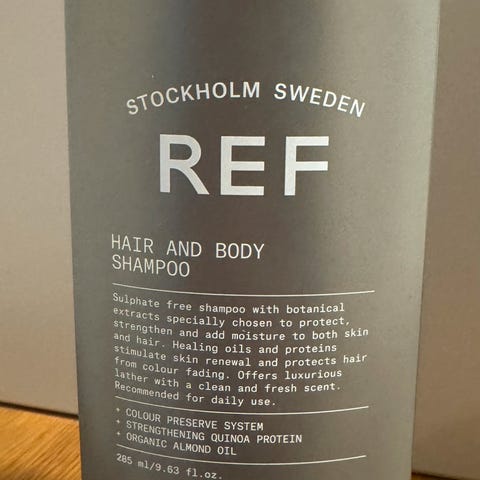 STOCKHOLM SWEDEN
REF
HAIR AND BODY
SHAMPOO
Sulphate free shampoo with botanical
extracts specially chosen to protect,
strengthen and add moisture to both skin
and hair. Healing oils and proteins
stimulate skin renewal and protects hair
from colour fading. Offers luxurious
lather with a clean and fresh scent.
Recommended for daily use.
+ COLOUR PRESERVE SYSTEM
+ STRENGTHENING QUINOA PROTEIN
+ ORGANIC ALMOND OIL
285 ml/9.63 fl.oz.